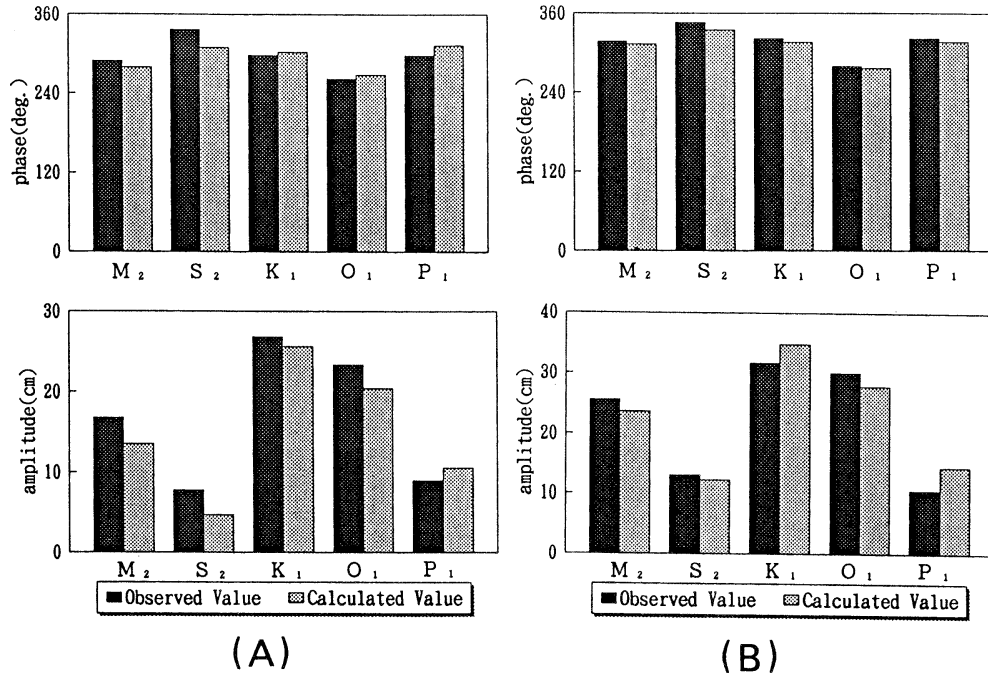 phase(deg.)
360
240
120
0
M₂ S₂ K₁ O₁ P₁
amplitude(cm)
30
20
10
0
M₂ S₂ K₁ O₁ P₁
Observed Value Calculated Value
(A)
phase(deg.)
360
240
120
0
M₂ S₂ K₁ O₁ P₁
amplitude(cm)
40
30
20
10
0
M₂ S₂ K₁ O₁ P₁
Observed Value Calculated Value
(B)